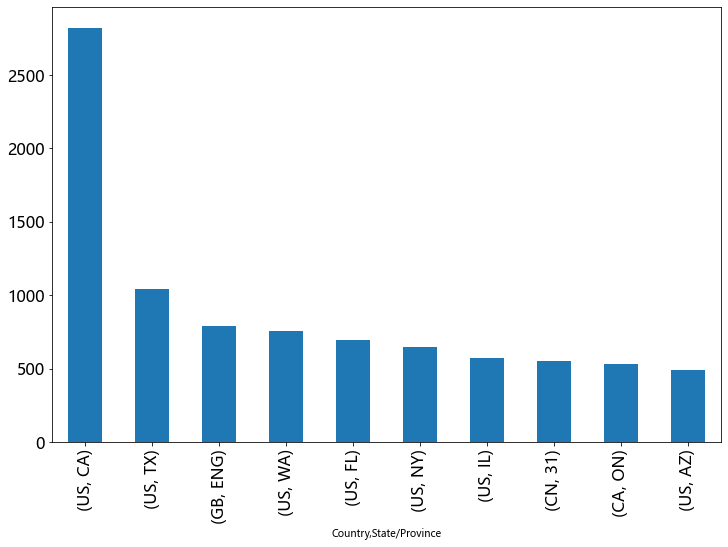 2500
2000
1500
1000
500
0
(US, CA)
(US, TX)
(GB, ENG)
(US, WA)
(US, FL)
(US, NY)
(US, IL)
(CN, 31)
(CA, ON)
(US, AZ)
Country,State/Province